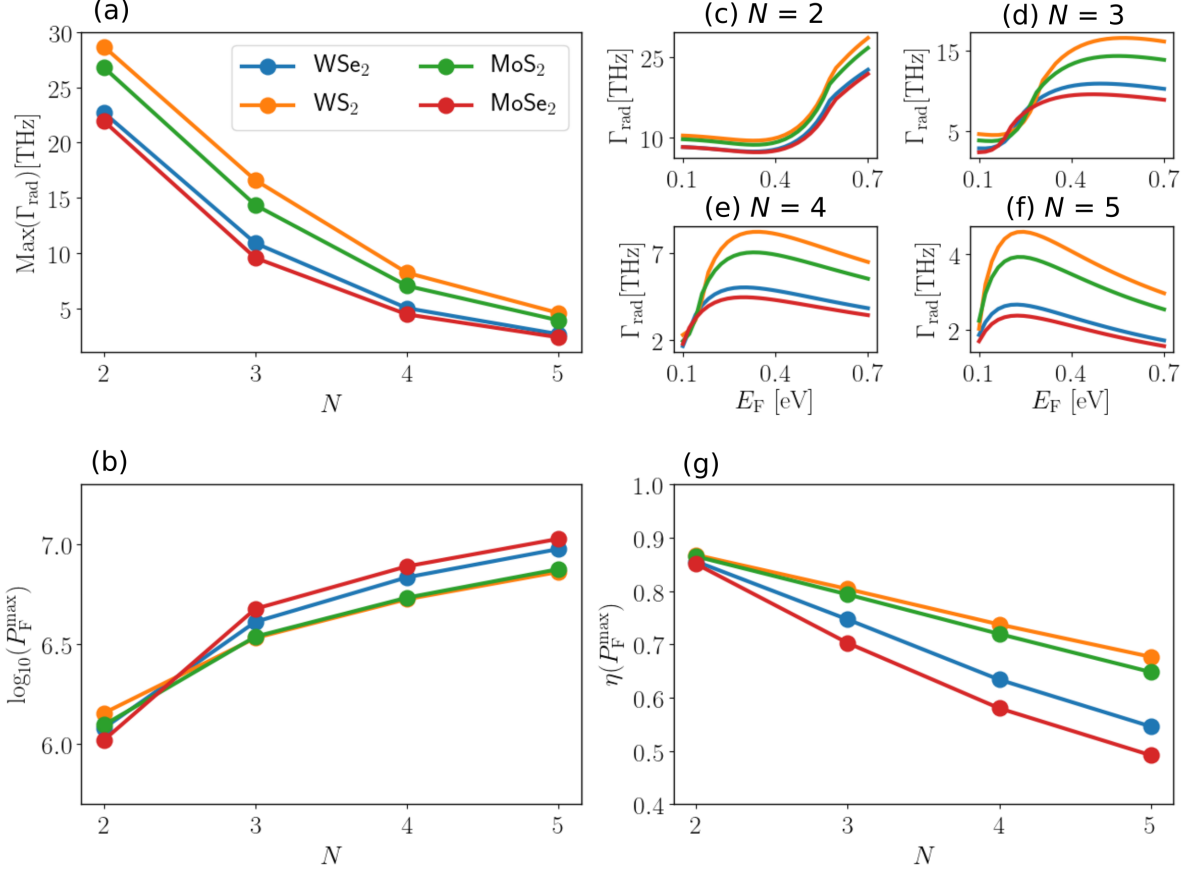 (a)
30
25
20
15
10
5
Max(Γrad)[THz]
WSe2
WS2
MoS2
MoSe2
2 3 4 5
N
(c) N = 2
25
10
Γrad[THz]
0.1 0.4 0.7
(d) N = 3
15
5
Γrad[THz]
0.1 0.4 0.7
(e) N = 4
7
2
Γrad[THz]
0.1 0.4 0.7
EF [eV]
(f) N = 5
4
2
Γrad[THz]
0.1 0.4 0.7
EF [eV]
(b)
7.0
6.5
6.0
log10(PFmax)
2 3 4 5
N
(g)
1.0
0.9
0.8
0.7
0.6
0.5
0.4
η(PFmax)
2 3 4 5
N